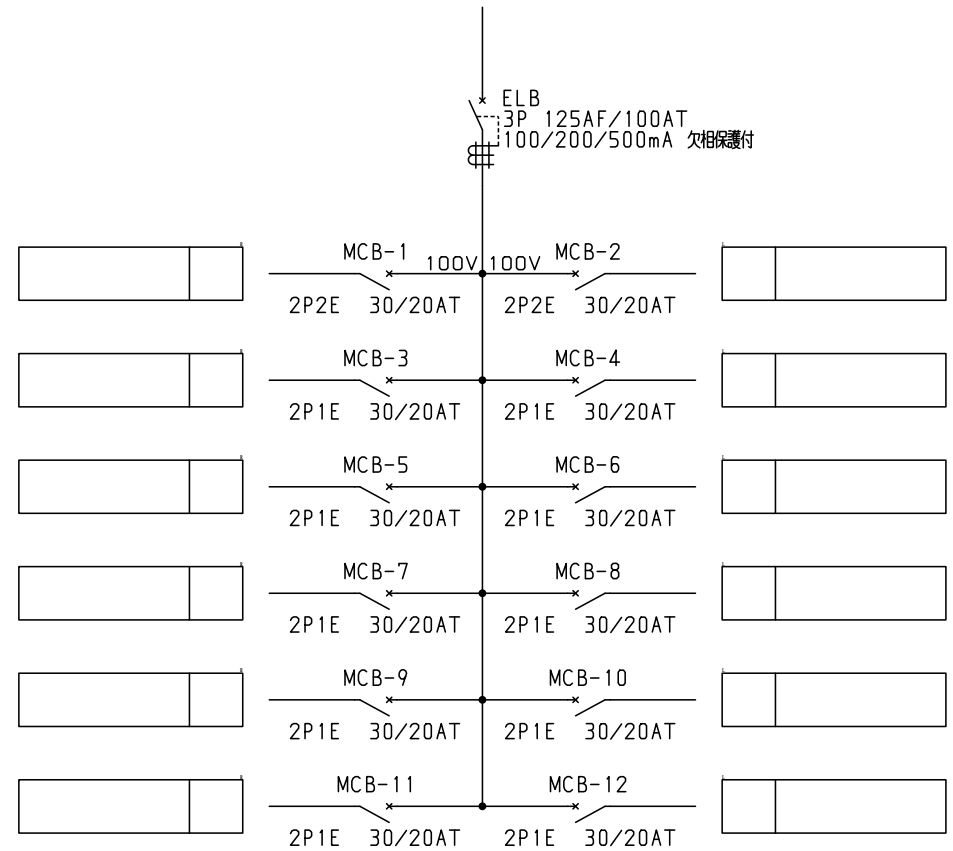 ELB
3P 125AF/100AT
100/200/500mA 欠相保護付
MCB-1 100V 100V MCB-2
2P2E 30/20AT 2P2E 30/20AT
MCB-3 MCB-4
2P1E 30/20AT 2P1E 30/20AT
MCB-5 MCB-6
2P1E 30/20AT 2P1E 30/20AT
MCB-7 MCB-8
2P1E 30/20AT 2P1E 30/20AT
MCB-9 MCB-10
2P1E 30/20AT 2P1E 30/20AT
MCB-11 MCB-12
2P1E 30/20AT 2P1E 30/20AT